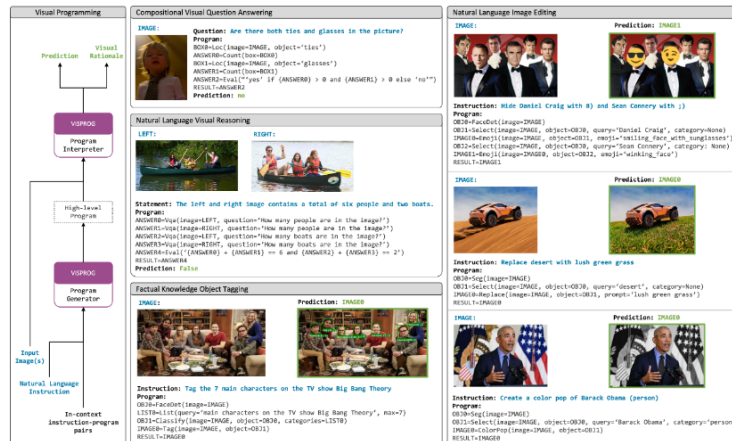 Visual Programming
Prediction
Visual
Rationale
VISPROG
Program
Interpreter
High-level
Program
VISPROG
Program
Generator
Input
Image(s)
Natural Language
Instruction
In-context
instruction-program
pairs
Compositional Visual Question Answering
IMAGE:
Question: Are there both ties and glasses in the picture?
Program:
BOX0=Loc(image=IMAGE, object='ties')
ANSWER0=Count(box=BOX0)
BOX1=Loc(image=IMAGE, object='glasses')
ANSWER1=Count(box=BOX1)
ANSWER2=Eval("'yes' if {ANSWER0} > 0 and {ANSWER1} > 0 else 'no'")
RESULT=ANSWER2
Prediction: no
Natural Language Visual Reasoning
LEFT:
RIGHT:
Statement: The left and right image contains a total of six people and two boats.
Program:
ANSWER0=Vqa(image=LEFT, question='How many people are in the image?')
ANSWER1=Vqa(image=RIGHT, question='How many people are in the image?')
ANSWER2=Vqa(image=LEFT, question='How many boats are in the image?')
ANSWER3=Vqa(image=RIGHT, question='How many boats are in the image?')
ANSWER4=Eval('{ANSWER0} + {ANSWER1} == 6 and {ANSWER2} + {ANSWER3} == 2')
RESULT=ANSWER4
Prediction: False
Factual Knowledge Object Tagging
IMAGE:
Prediction: IMAGE0
Instruction: Tag the 7 main characters on the TV show Big Bang Theory
Program:
OBJ0=FaceDet(image=IMAGE)
LIST0=List(query='main characters on the TV show Big Bang Theory', max=7)
OBJ1=Classify(image=IMAGE, object=OBJ0, categories=LIST0)
IMAGE0=Tag(image=IMAGE, object=OBJ1)
RESULT=IMAGE0
Natural Language Image Editing
IMAGE:
Prediction: IMAGE1
Instruction: Hide Daniel Craig with 8) and Sean Connery with ;)
Program:
OBJ0=FaceDet(image=IMAGE)
OBJ1=Select(image=IMAGE, object=OBJ0, query='Daniel Craig', category=None)
IMAGE0=Emoji(image=IMAGE, object=OBJ1, emoji='smiling_face_with_sunglasses')
OBJ2=Select(image=IMAGE, object=OBJ0, query='Sean Connery', category: None)
IMAGE1=Emoji(image=IMAGE0, object=OBJ2, emoji='winking_face')
RESULT=IMAGE1
IMAGE:
Prediction: IMAGE0
Instruction: Replace desert with lush green grass
Program:
OBJ0=Seg(image=IMAGE)
OBJ1=Select(image=IMAGE, object=OBJ0, query='desert', category=None)
IMAGE0=Replace(image=IMAGE, object=OBJ1, prompt='lush green grass')
RESULT=IMAGE0
IMAGE:
Prediction: IMAGE0
Instruction: Create a color pop of Barack Obama (person)
Program:
OBJ0=Seg(image=IMAGE)
OBJ1=Select(image=IMAGE, object=OBJ0, query='Barack Obama', category='person'
IMAGE0=ColorPop(image=IMAGE, object=OBJ1)
RESULT=IMAGE0